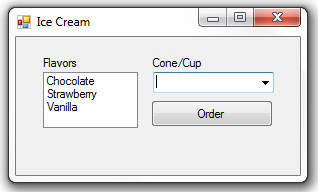 Ice Cream
Flavors
Chocolate
Strawberry
Vanilla
Cone/Cup
Order